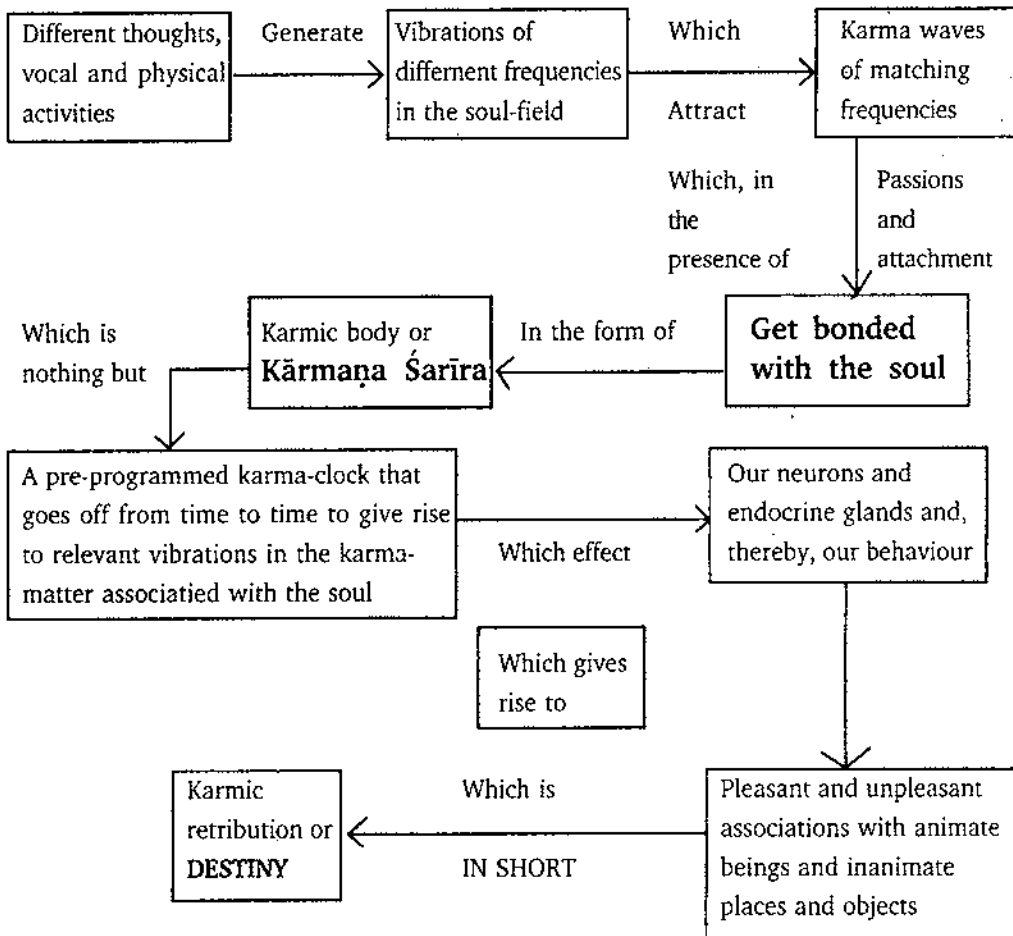 Different thoughts,
vocal and physical
activities
Generate
Vibrations of
differnent frequencies
in the soul-field
Which
Attract
Karma waves
of matching
frequencies
Which, in
the
presence of
Passions
and
attachment
Get bonded
with the soul
In the form of
Karmic body or
Kārmaṇa Śarīra
Which is
nothing but
A pre-programmed karma-clock that
goes off from time to time to give rise
to relevant vibrations in the karma-
matter associatied with the soul
Which effect
Our neurons and
endocrine glands and,
thereby, our behaviour
Which gives
rise to
Pleasant and unpleasant
associations with animate
beings and inanimate
places and objects
Which is
IN SHORT
Karmic
retribution or
DESTINY